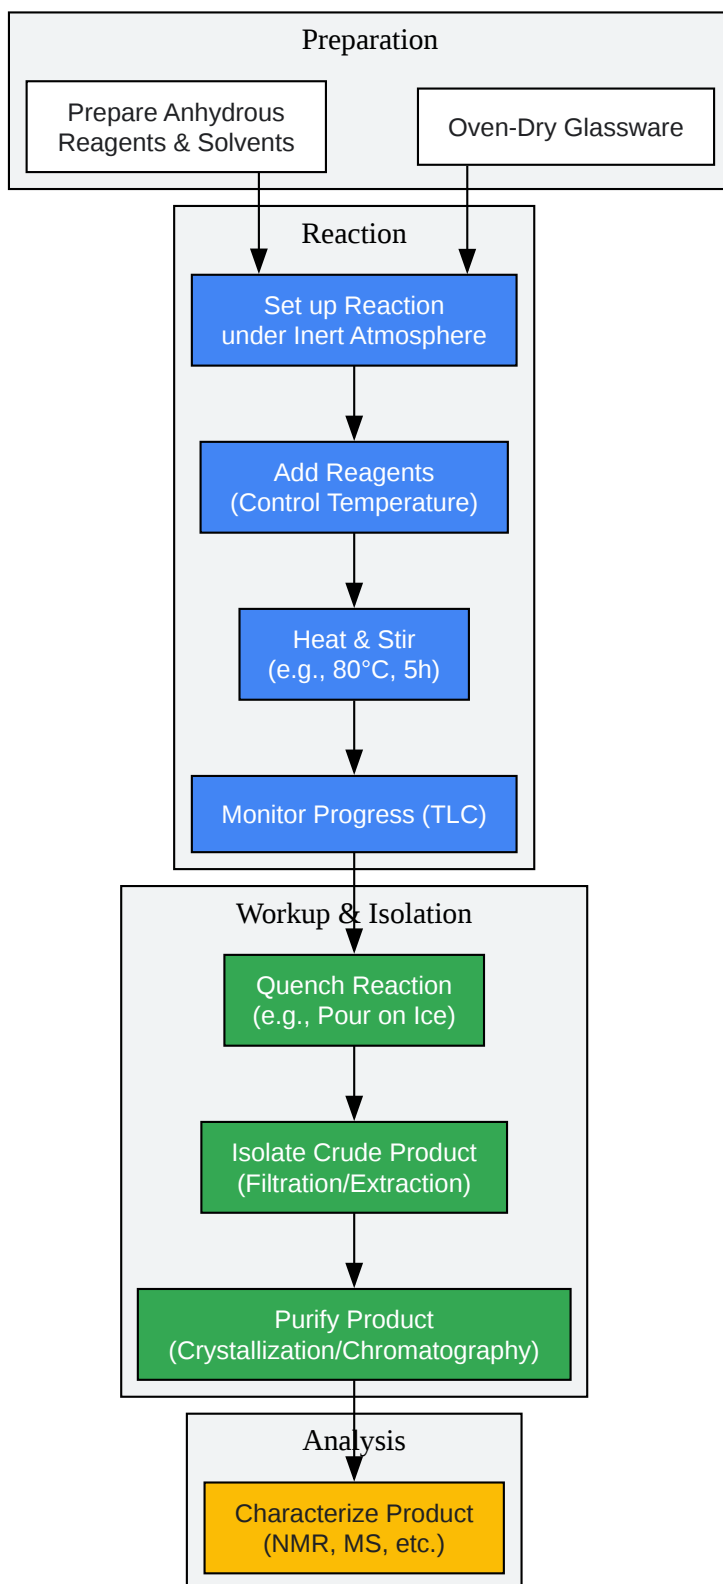 Preparation
Prepare Anhydrous
Reagents & Solvents
Oven-Dry Glassware
Reaction
Set up Reaction
under Inert Atmosphere
Add Reagents
(Control Temperature)
Heat & Stir
(e.g., 80°C, 5h)
Monitor Progress (TLC)
Workup & Isolation
Quench Reaction
(e.g., Pour on Ice)
Isolate Crude Product
(Filtration/Extraction)
Purify Product
(Crystallization/Chromatography)
Analysis
Characterize Product
(NMR, MS, etc.)